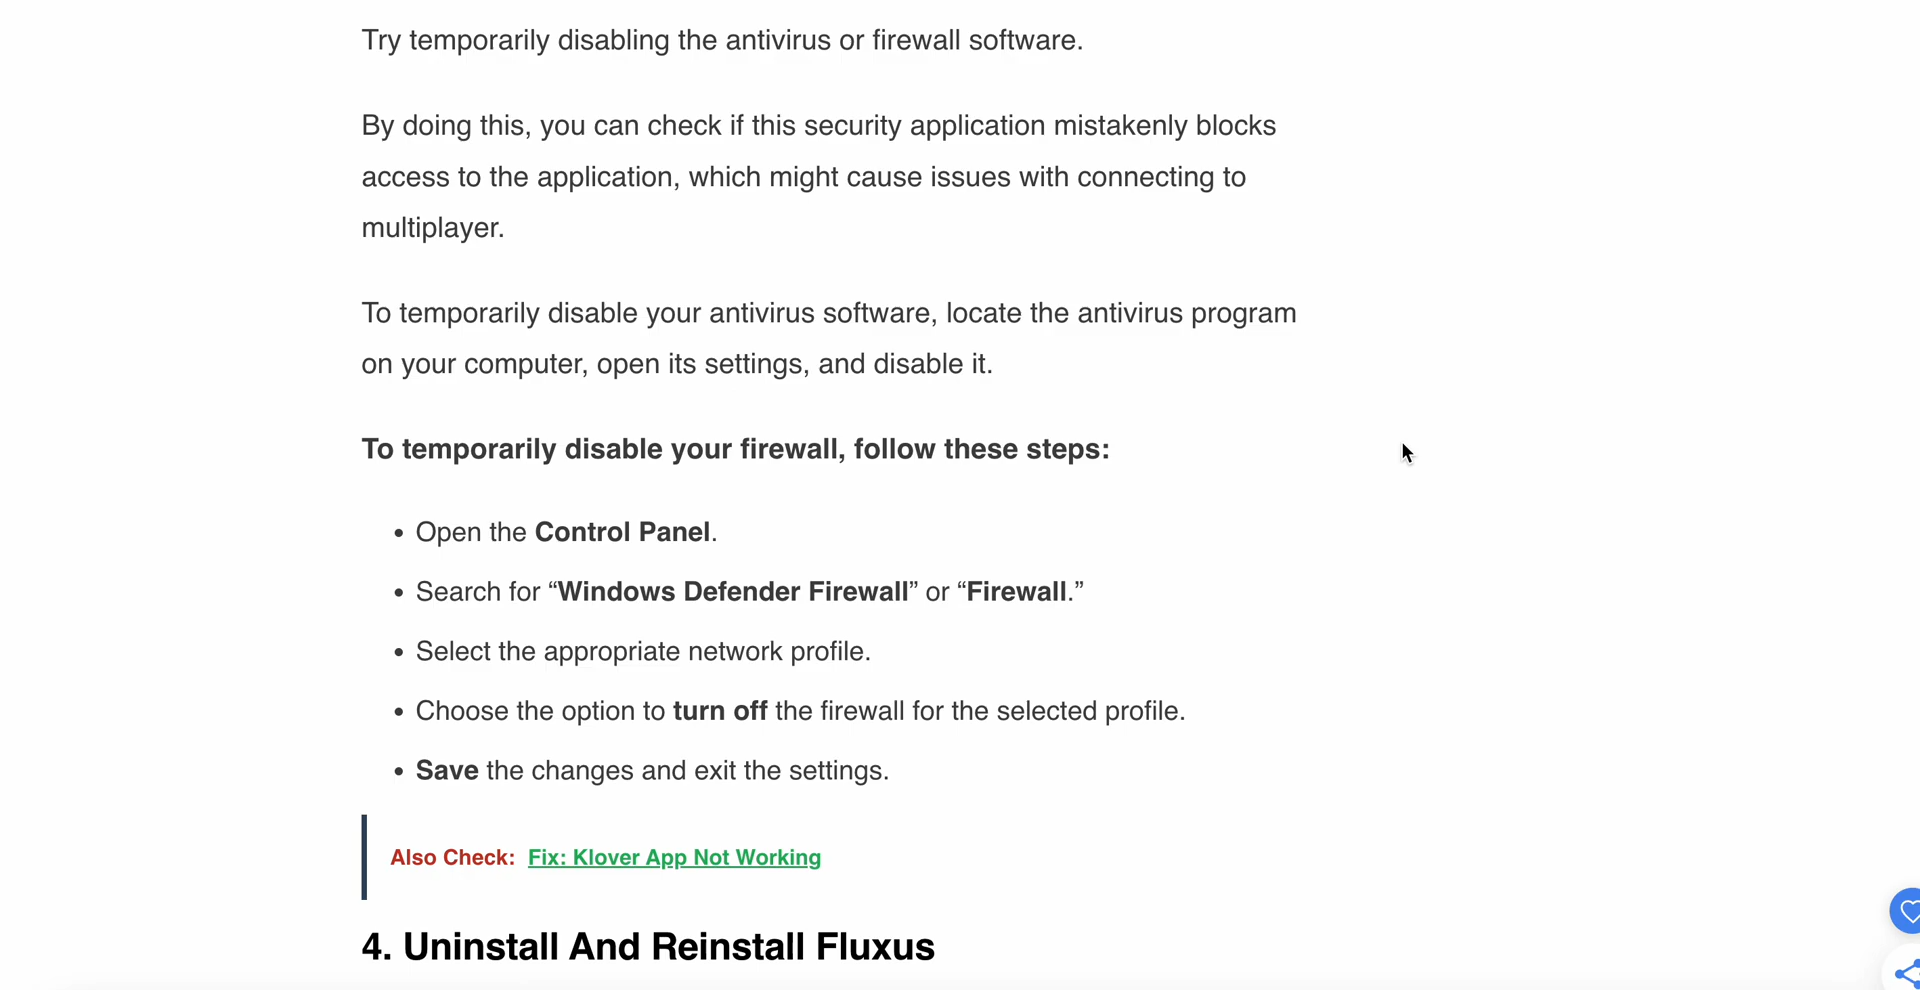 Try temporarily disabling the antivirus or firewall software.
By doing this, you can check if this security application mistakenly blocks
access to the application, which might cause issues with connecting to
multiplayer.
To temporarily disable your antivirus software, locate the antivirus program
on your computer, open its settings, and disable it.
To temporarily disable your firewall, follow these steps:
• Open the Control Panel.
• Search for “Windows Defender Firewall” or “Firewall.”
• Select the appropriate network profile.
• Choose the option to turn off the firewall for the selected profile.
• Save the changes and exit the settings.
Also Check: Fix: Klover App Not Working
4. Uninstall And Reinstall Fluxus